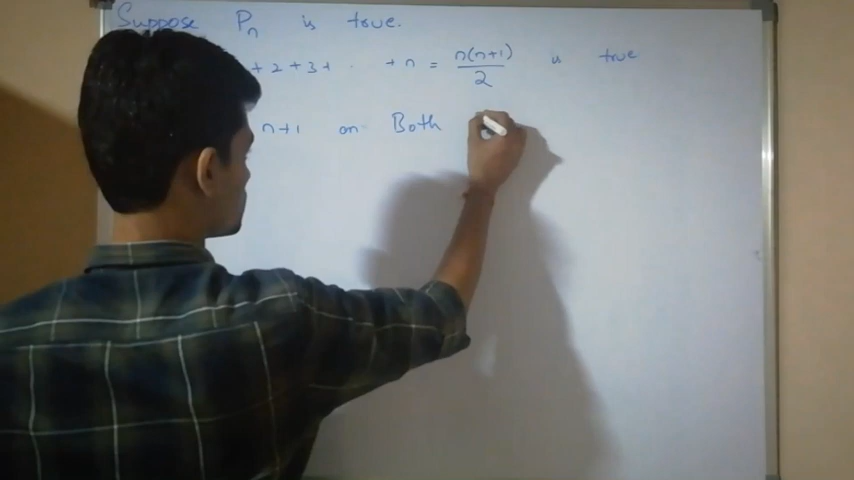 Suppose Pn is true.
+ 2 + 3 + . + n = n(n+1)/2 is true
n+1 on Both